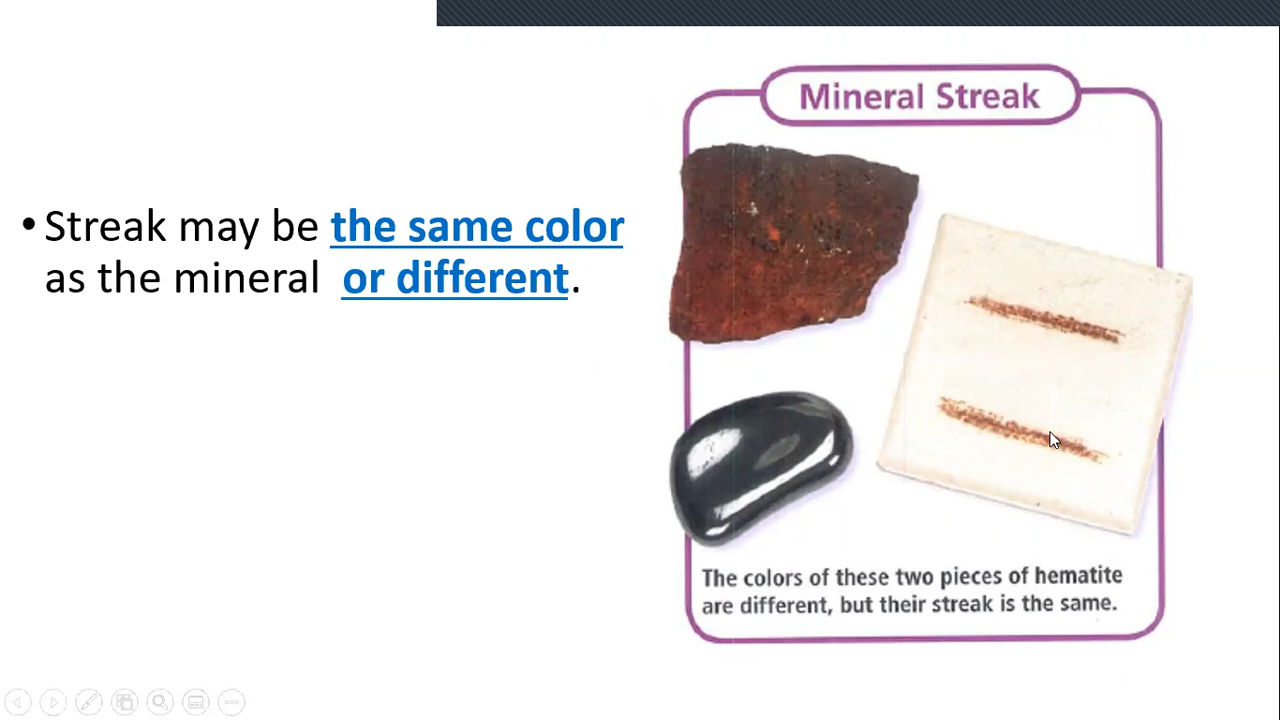 • Streak may be the same color
as the mineral  or different.
Mineral Streak
The colors of these two pieces of hematite
are different, but their streak is the same.